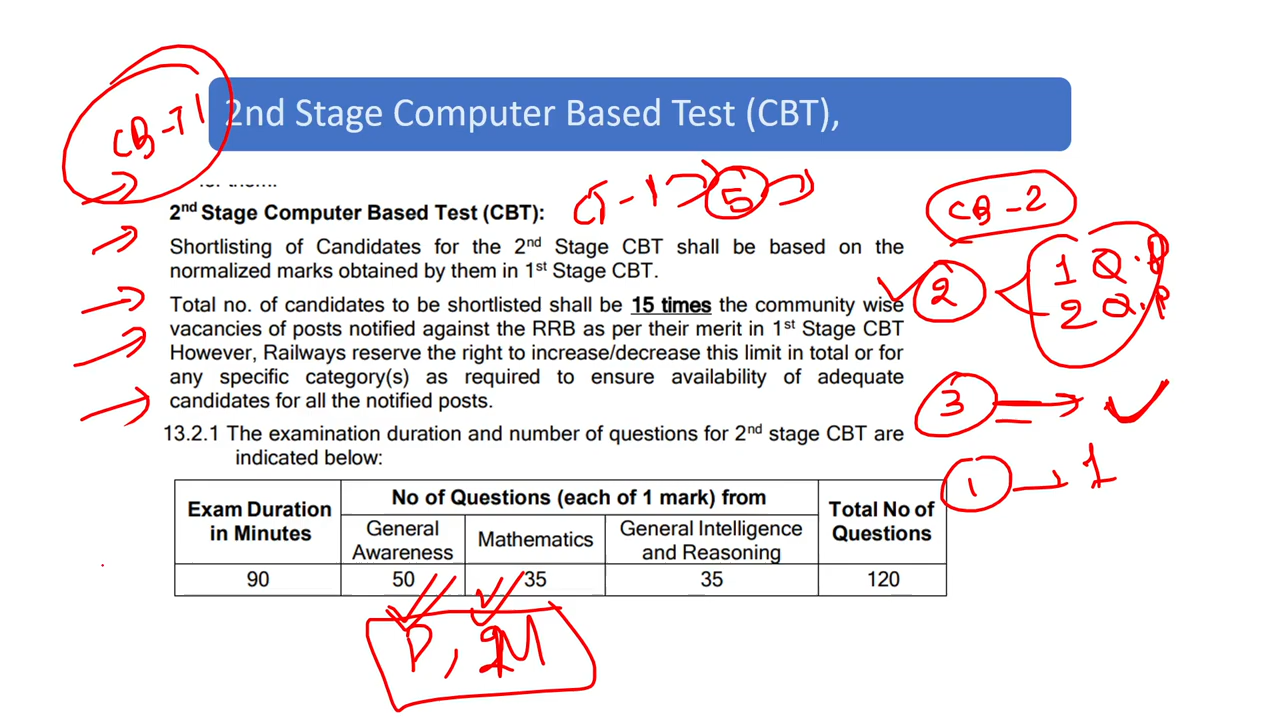 CB-T1
2nd Stage Computer Based Test (CBT),
2nd Stage Computer Based Test (CBT):
5
CB-2
Shortlisting of Candidates for the 2nd Stage CBT shall be based on the
normalized marks obtained by them in 1st Stage CBT.
2
1 Q.P
2 Q.P
Total no. of candidates to be shortlisted shall be 15 times the community wise
vacancies of posts notified against the RRB as per their merit in 1st Stage CBT
However, Railways reserve the right to increase/decrease this limit in total or for
any specific category(s) as required to ensure availability of adequate
candidates for all the notified posts.
3
13.2.1 The examination duration and number of questions for 2nd stage CBT are
indicated below:
1 → 1
Exam Duration in Minutes
No of Questions (each of 1 mark) from
Total No of Questions
General Awareness
Mathematics
General Intelligence and Reasoning
90 50 35 35 120